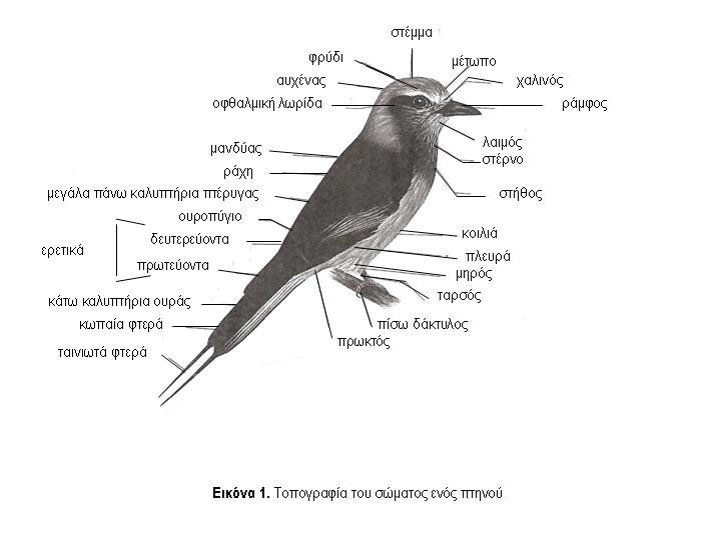 στέμμα
φρύδι
μέτωπο
αυχένας
χαλινός
οφθαλμική λωρίδα
ράμφος
λαιμός
μανδύας
στέρνο
ράχη
μεγάλα πάνω καλυπτήρια πτέρυγας
στήθος
ουροπύγιο
κοιλιά
δευτερεύοντα
ερετικά
πλευρά
πρωτεύοντα
μηρός
ταρσός
κάτω καλυπτήρια ουράς
κωπαία φτερά
πίσω δάκτυλος
πρωκτός
ταινιωτά φτερά
Εικόνα 1. Τοπογραφία του σώματος ενός πτηνού